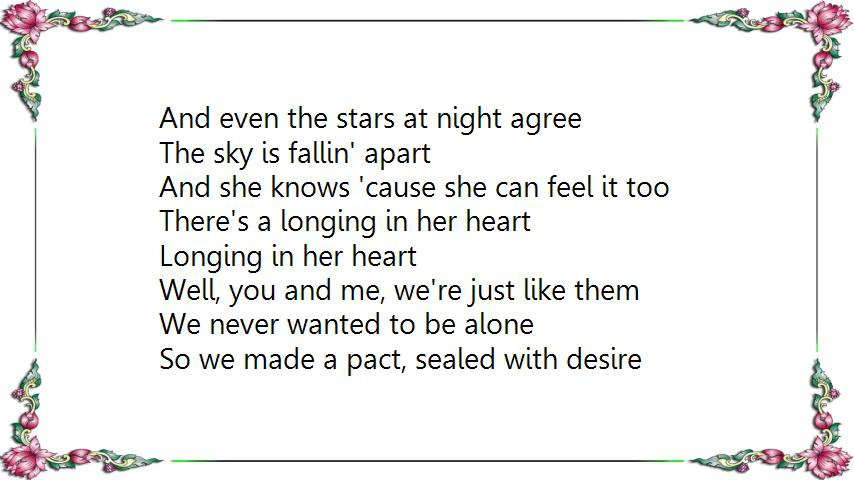 And even the stars at night agree
The sky is fallin' apart
And she knows 'cause she can feel it too
There's a longing in her heart
Longing in her heart
Well, you and me, we're just like them
We never wanted to be alone
So we made a pact, sealed with desire